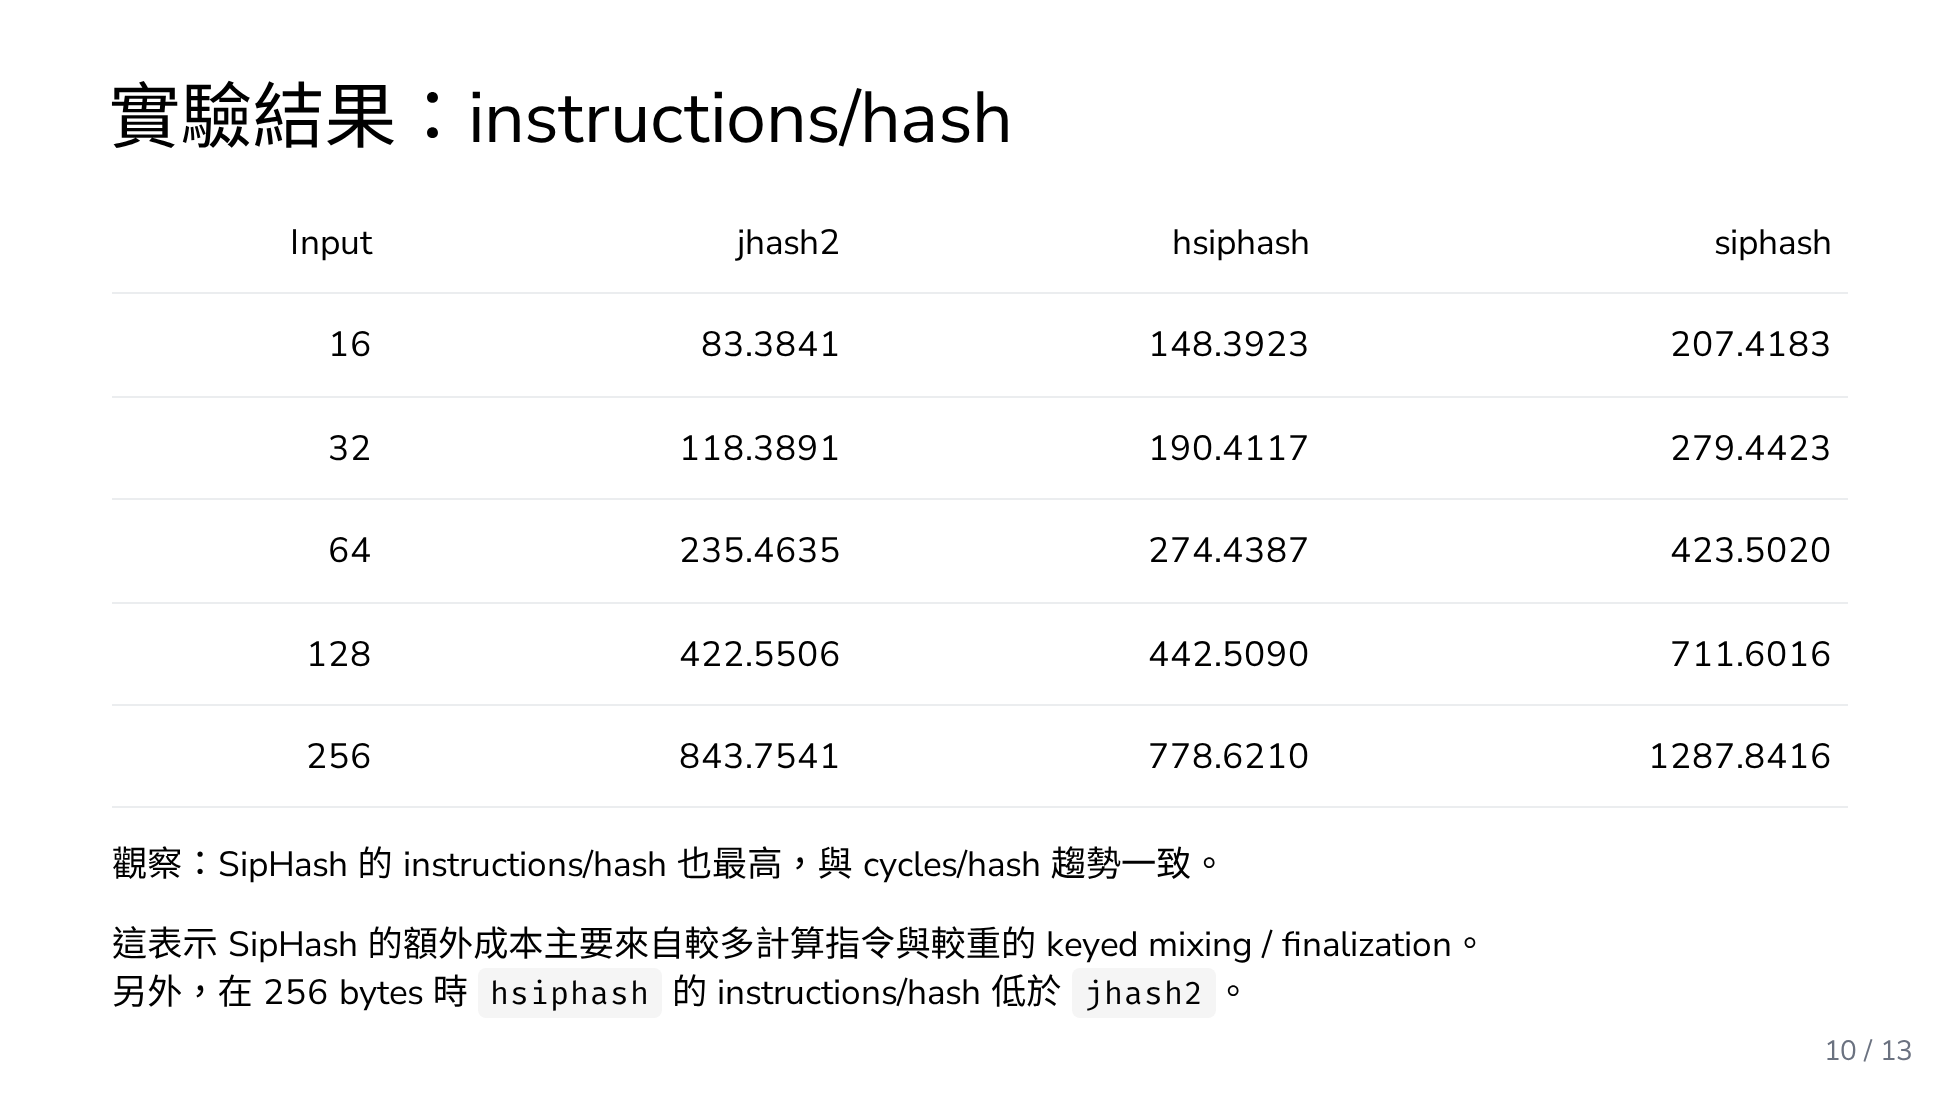 實驗結果：instructions/hash
Input jhash2 hsiphash siphash
16 83.3841 148.3923 207.4183
32 118.3891 190.4117 279.4423
64 235.4635 274.4387 423.5020
128 422.5506 442.5090 711.6016
256 843.7541 778.6210 1287.8416
觀察：SipHash 的 instructions/hash 也最高，與 cycles/hash 趨勢一致。
這表示 SipHash 的額外成本主要來自較多計算指令與較重的 keyed mixing / finalization。
另外，在 256 bytes 時 hsiphash 的 instructions/hash 低於 jhash2 。
10 / 13